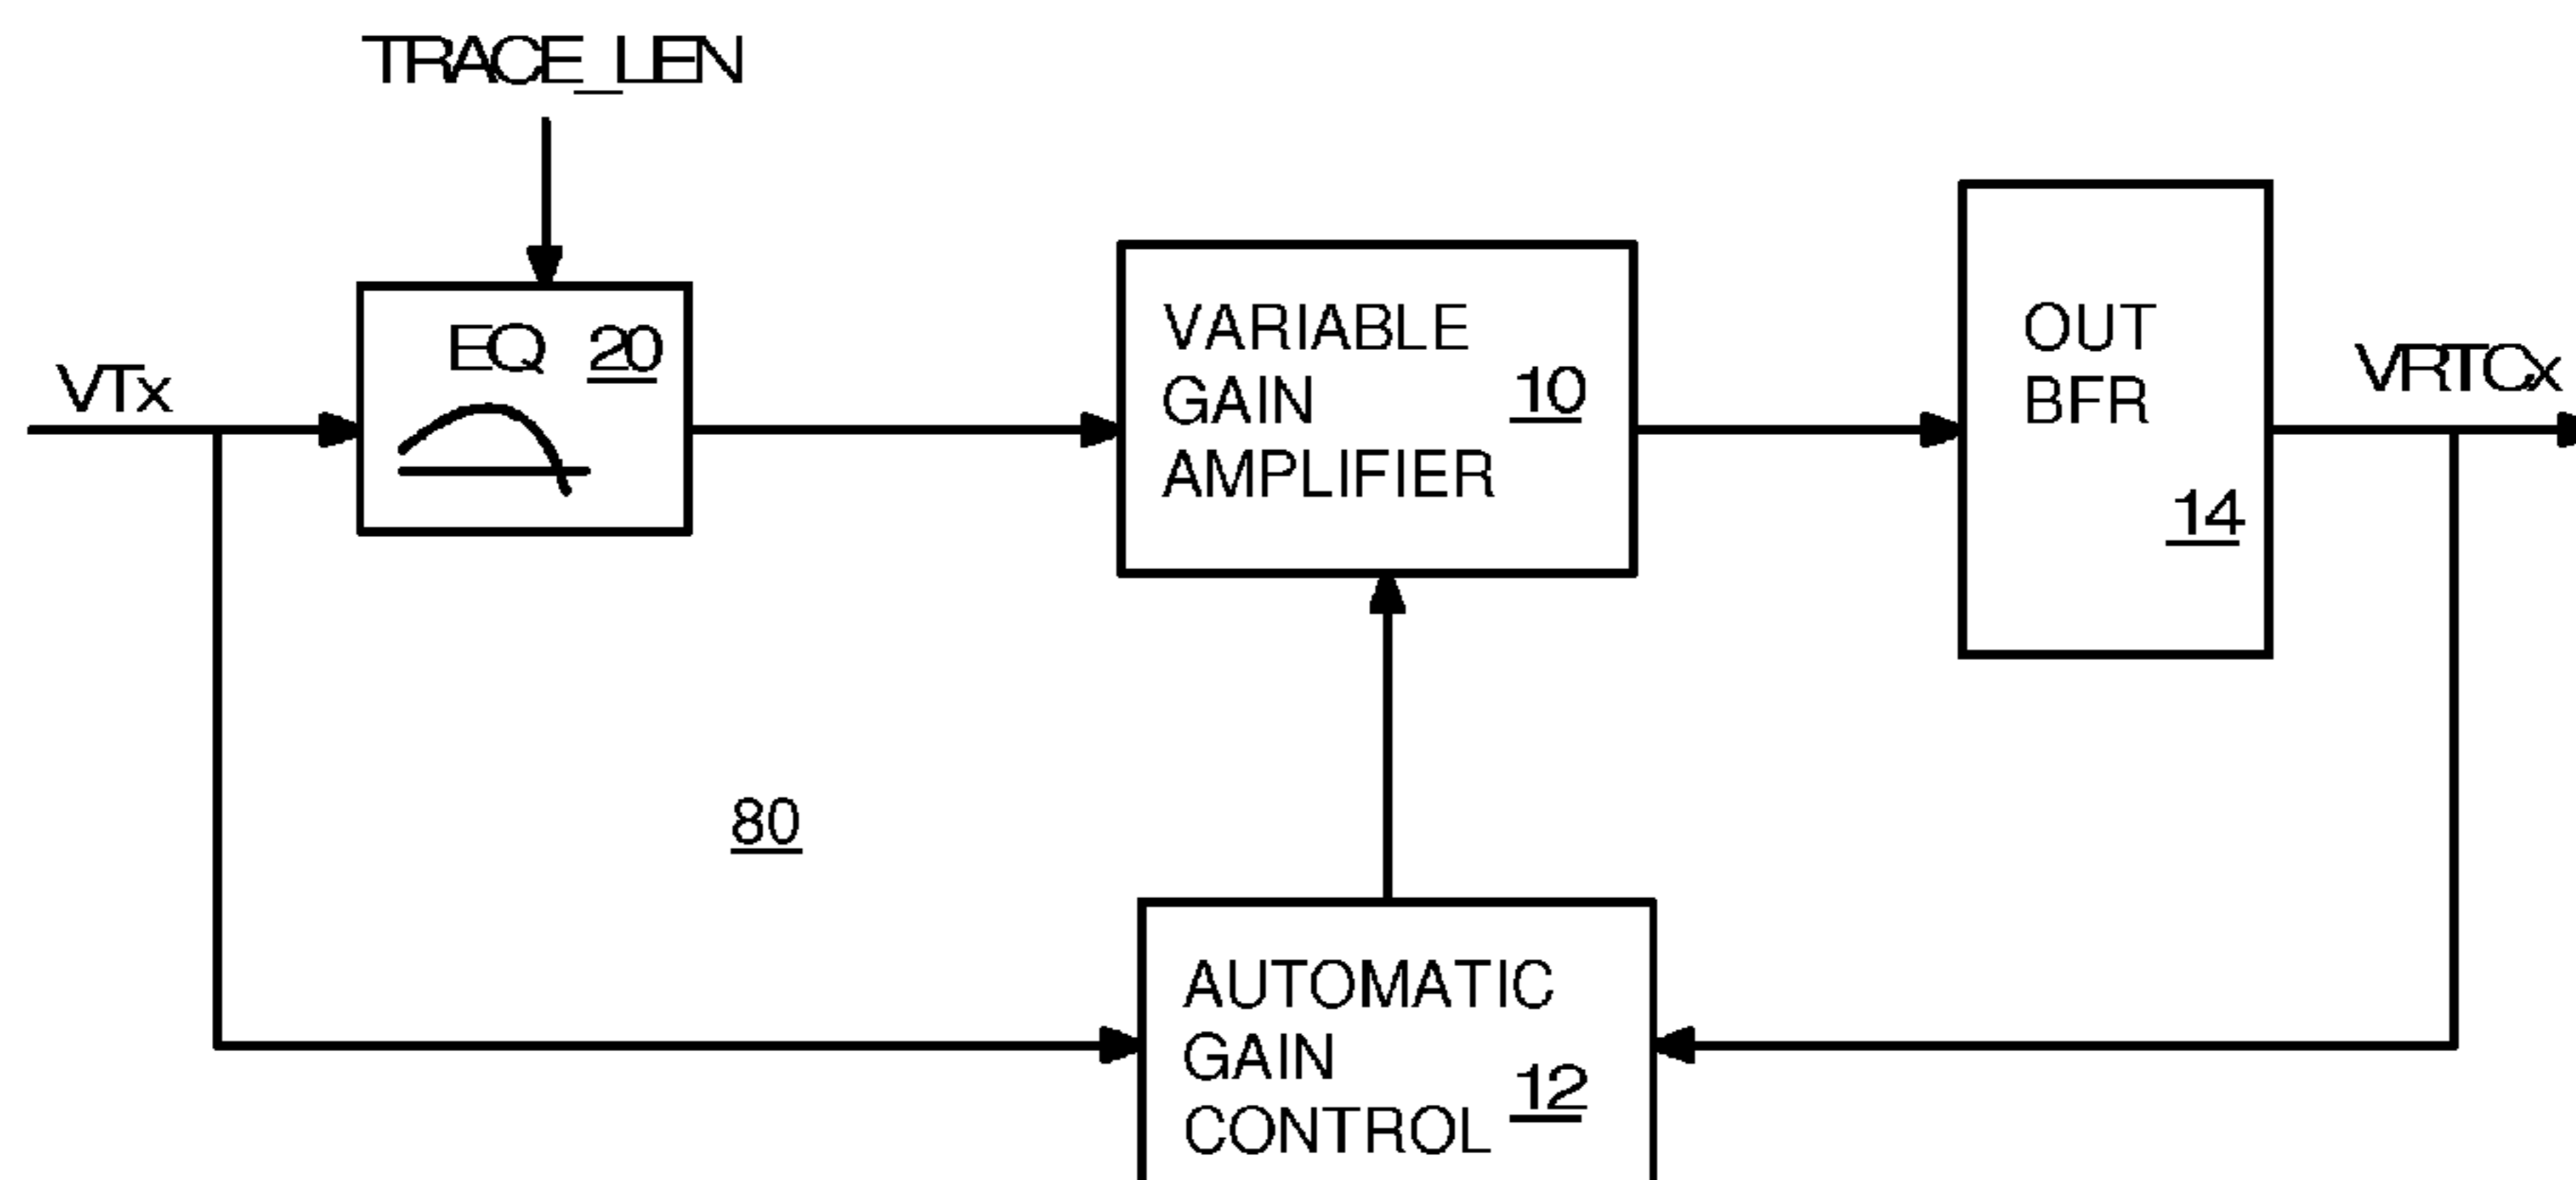 TRACE_LEN
VTx
EQ 20
VARIABLE
GAIN
AMPLIFIER
10
OUT
BFR
14
VRTCx
80
AUTOMATIC
GAIN
CONTROL
12